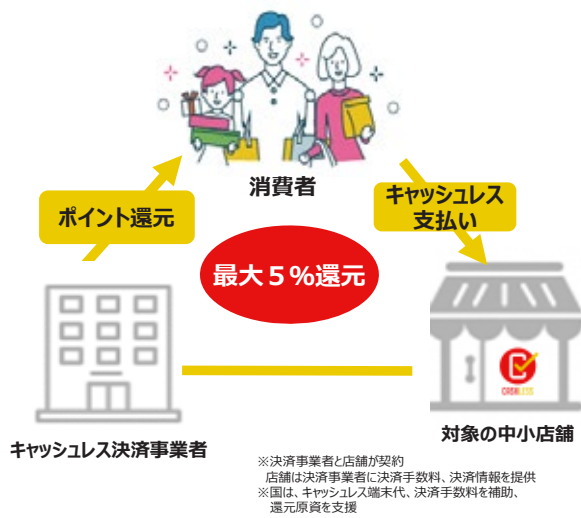 消費者
ポイント還元
キャッシュレス
支払い
最大５％還元
CASHLESS
キャッシュレス決済事業者
対象の中小店舗
※決済事業者と店舗が契約
店舗は決済事業者に決済手数料、決済情報を提供
※国は、キャッシュレス端末代、決済手数料を補助、
還元原資を支援